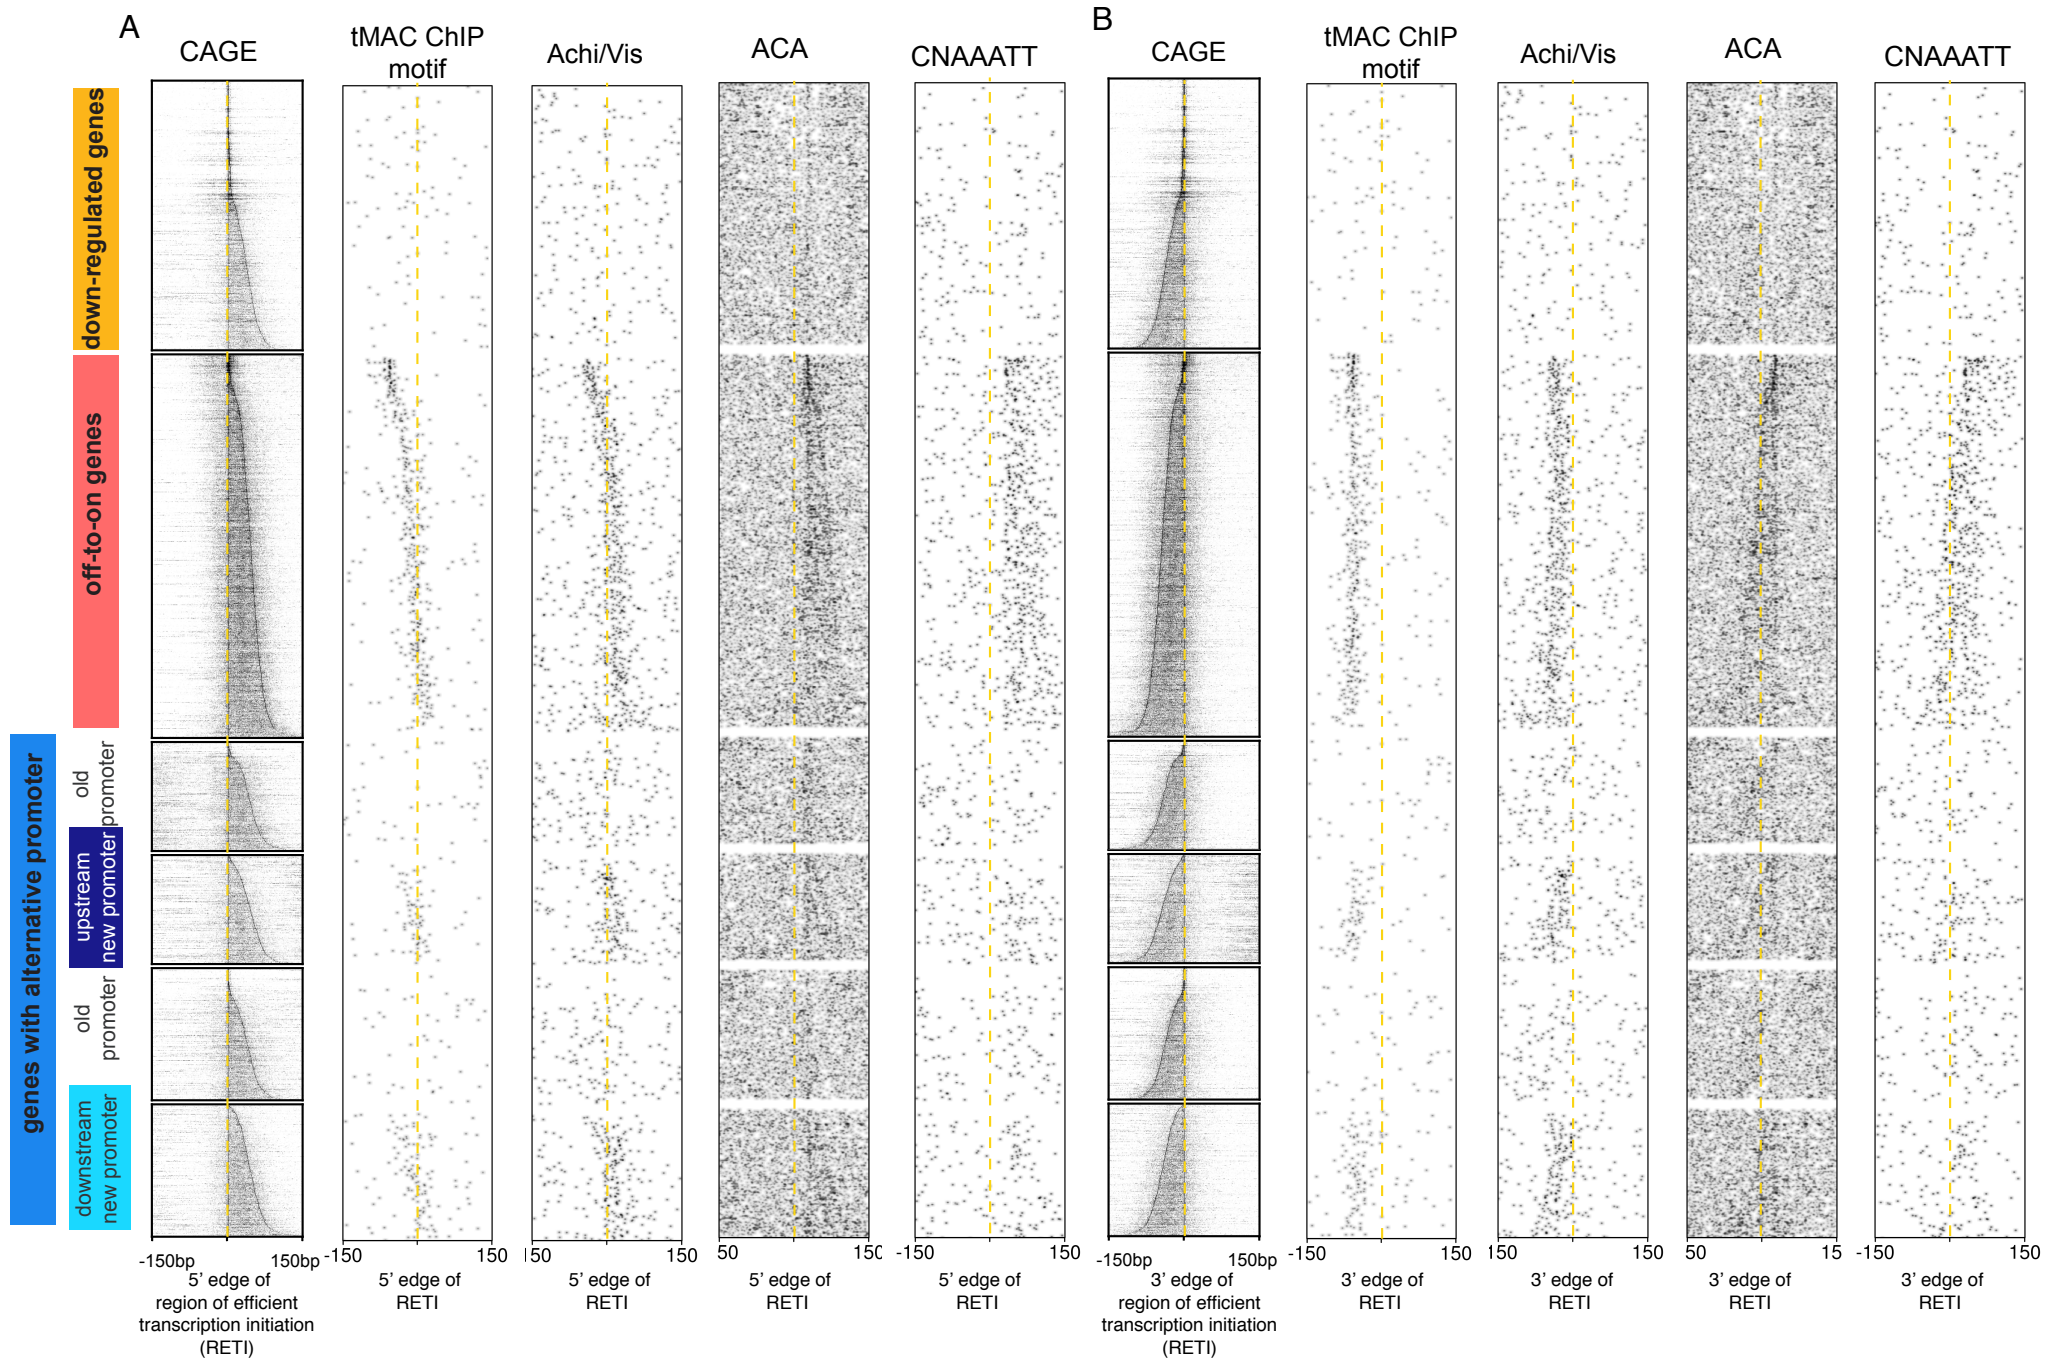 A
CAGE
tMAC ChIP
motif
Achi/Vis
ACA
CNAAATT
B
CAGE
tMAC ChIP
motif
Achi/Vis
ACA
CNAAATT
down-regulated genes
off-to-on genes
genes with alternative promoter
old
promoter
upstream
new promoter
old
promoter
downstream
new promoter
-150bp
150bp
5’ edge of
region of efficient
transcription initiation
(RETI)
-150
150
5’ edge of
RETI
50
150
5’ edge of
RETI
50
150
5’ edge of
RETI
-150
150
5’ edge of
RETI
-150bp
150bp
3’ edge of
region of efficient
transcription initiation
(RETI)
-150
150
3’ edge of
RETI
150
150
3’ edge of
RETI
50
15
3’ edge of
RETI
-150
150
3’ edge of
RETI